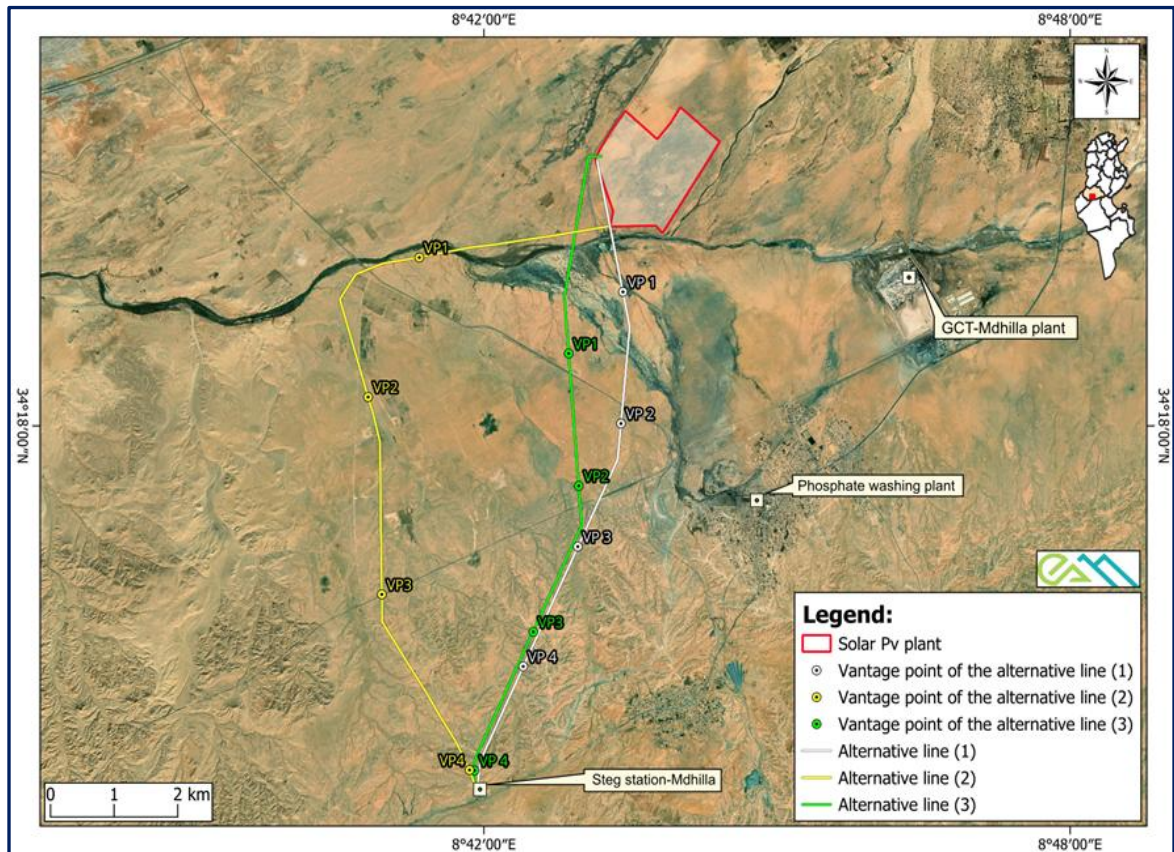 8°42'00"E
8°48'00"E
N
W
E
S
VP1
VP 1
GCT-Mdhilla plant
VP1
VP2
VP 2
34°18'00"N
34°18'00"N
VP2
Phosphate washing plant
VP 3
VP3
VP3
VP 4
VP4
VP 4
Steg station-Mdhilla
0 1 2 km
Legend:
Solar Pv plant
Vantage point of the alternative line (1)
Vantage point of the alternative line (2)
Vantage point of the alternative line (3)
Alternative line (1)
Alternative line (2)
Alternative line (3)
8°42'00"E
8°48'00"E